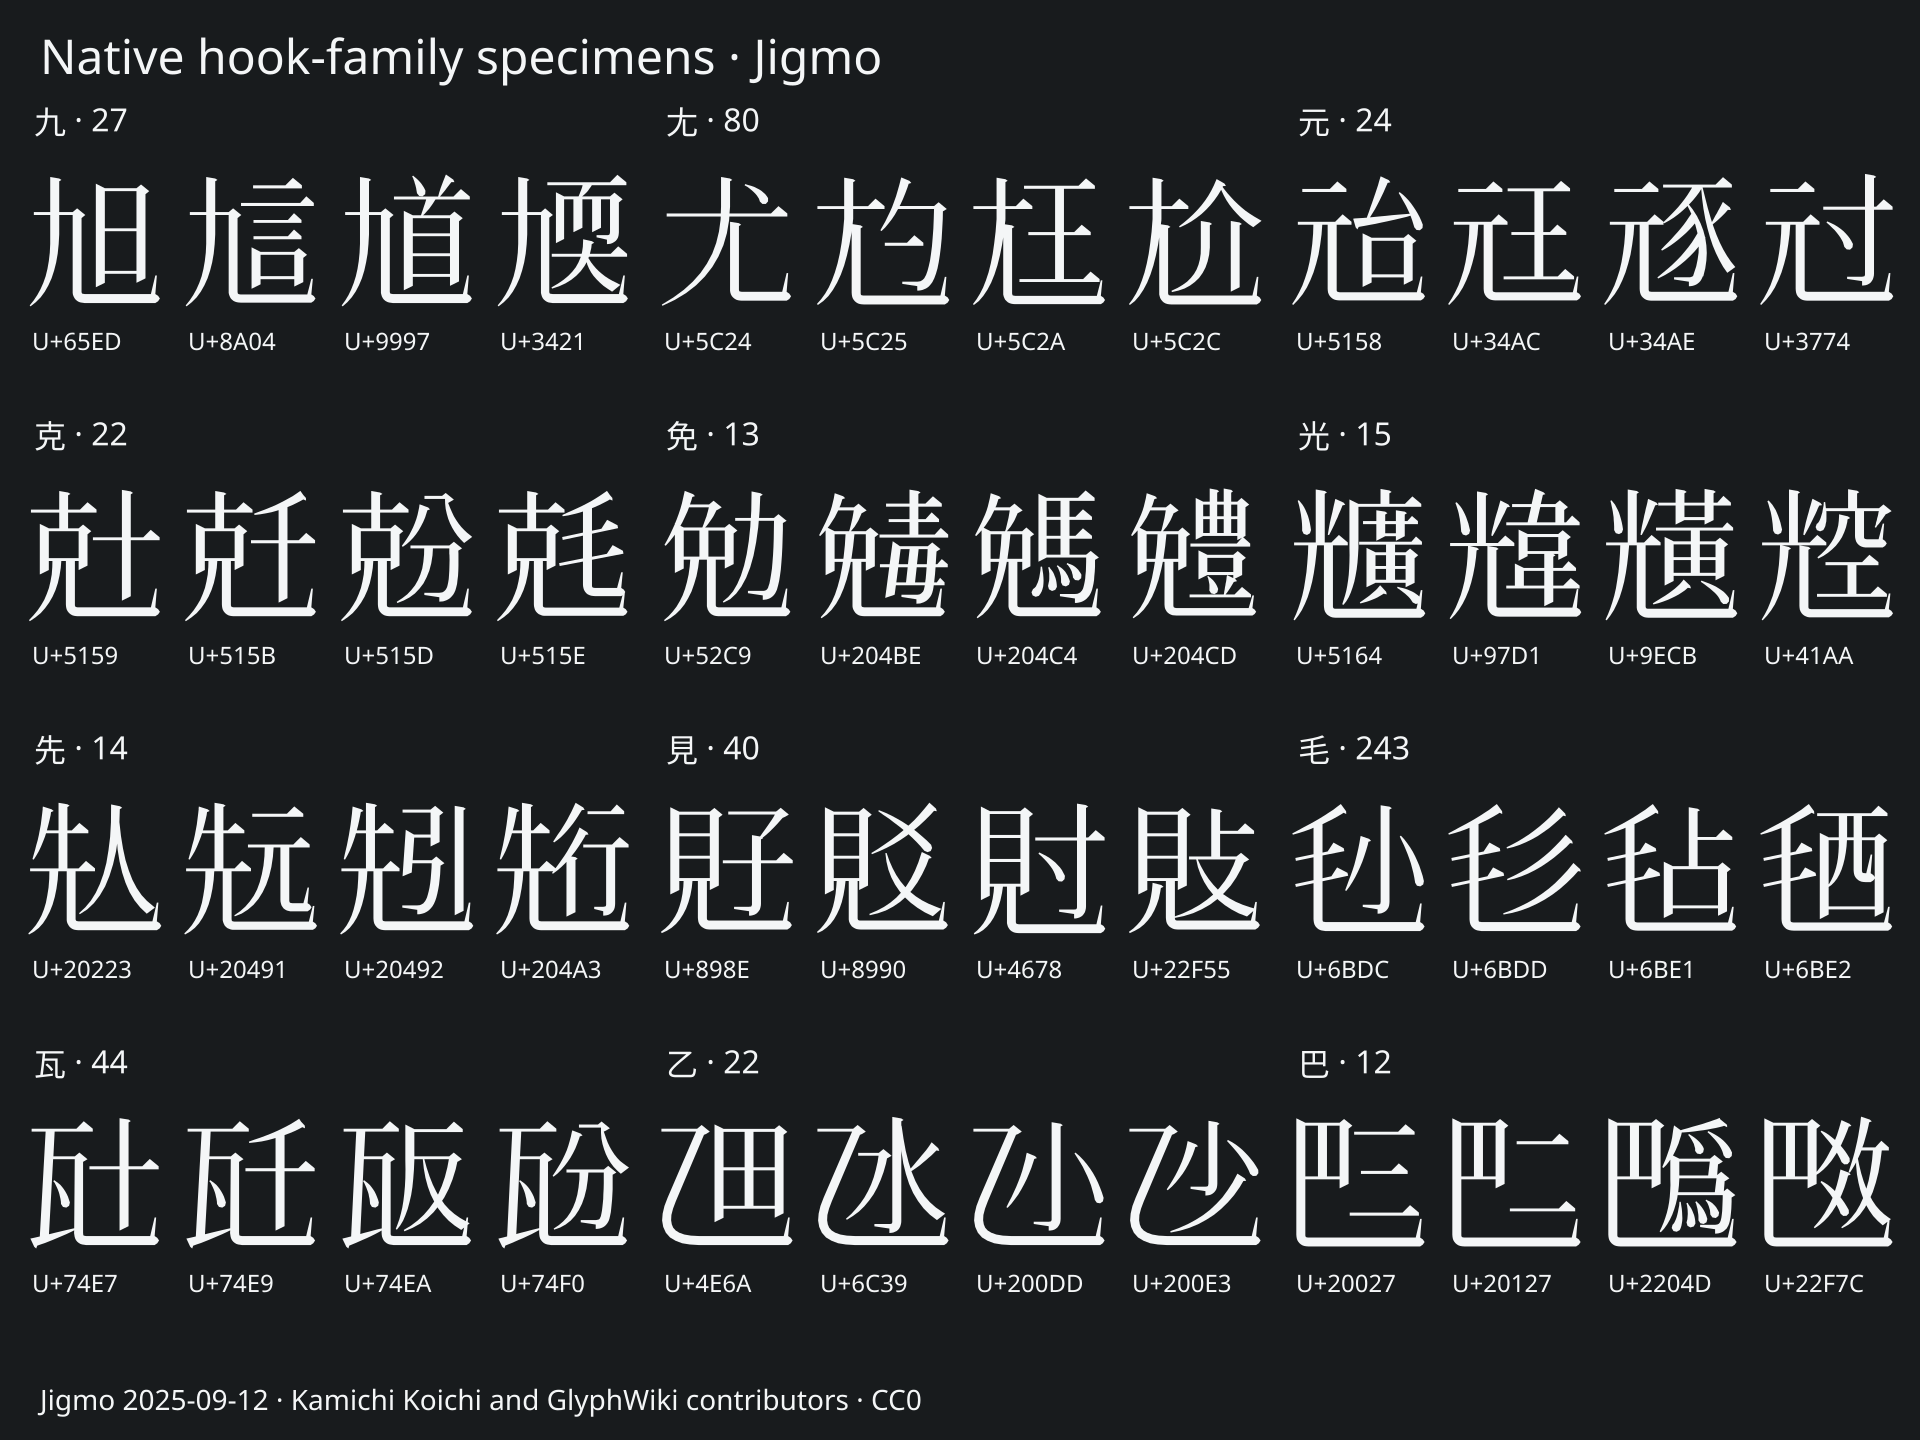 Native hook-family specimens · Jigmo
九 · 27 尢 · 80 元 · 24
旭 訄 馗 㐡 尤 尥 尪 尬 兘 㒬 㒮 㝴
U+65ED U+8A04 U+9997 U+3421 U+5C24 U+5C25 U+5C2A U+5C2C U+5158 U+34AC U+34AE U+3774
克 · 22 免 · 13 光 · 15
兙 兛 兝 兞 勉 𠒾 𠓄 𠓍 兤 韑 黋 䆪
U+5159 U+515B U+515D U+515E U+52C9 U+204BE U+204C4 U+204CD U+5164 U+97D1 U+9ECB U+41AA
先 · 14 見 · 40 毛 · 243
𠈣 𠒑 𠒒 𠒣 覎 覐 䙸 𢽕 毜 毝 毡 毢
U+20223 U+20491 U+20492 U+204A3 U+898E U+8990 U+4678 U+22F55 U+6BDC U+6BDD U+6BE1 U+6BE2
瓦 · 44 乙 · 22 巴 · 12
瓧 瓩 瓪 瓰 乪 氹 𠃝 𠃣 𠀧 𠄧 𢁍 𢽼
U+74E7 U+74E9 U+74EA U+74F0 U+4E6A U+6C39 U+200DD U+200E3 U+20027 U+20127 U+2204D U+22F7C
Jigmo 2025-09-12 · Kamichi Koichi and GlyphWiki contributors · CC0